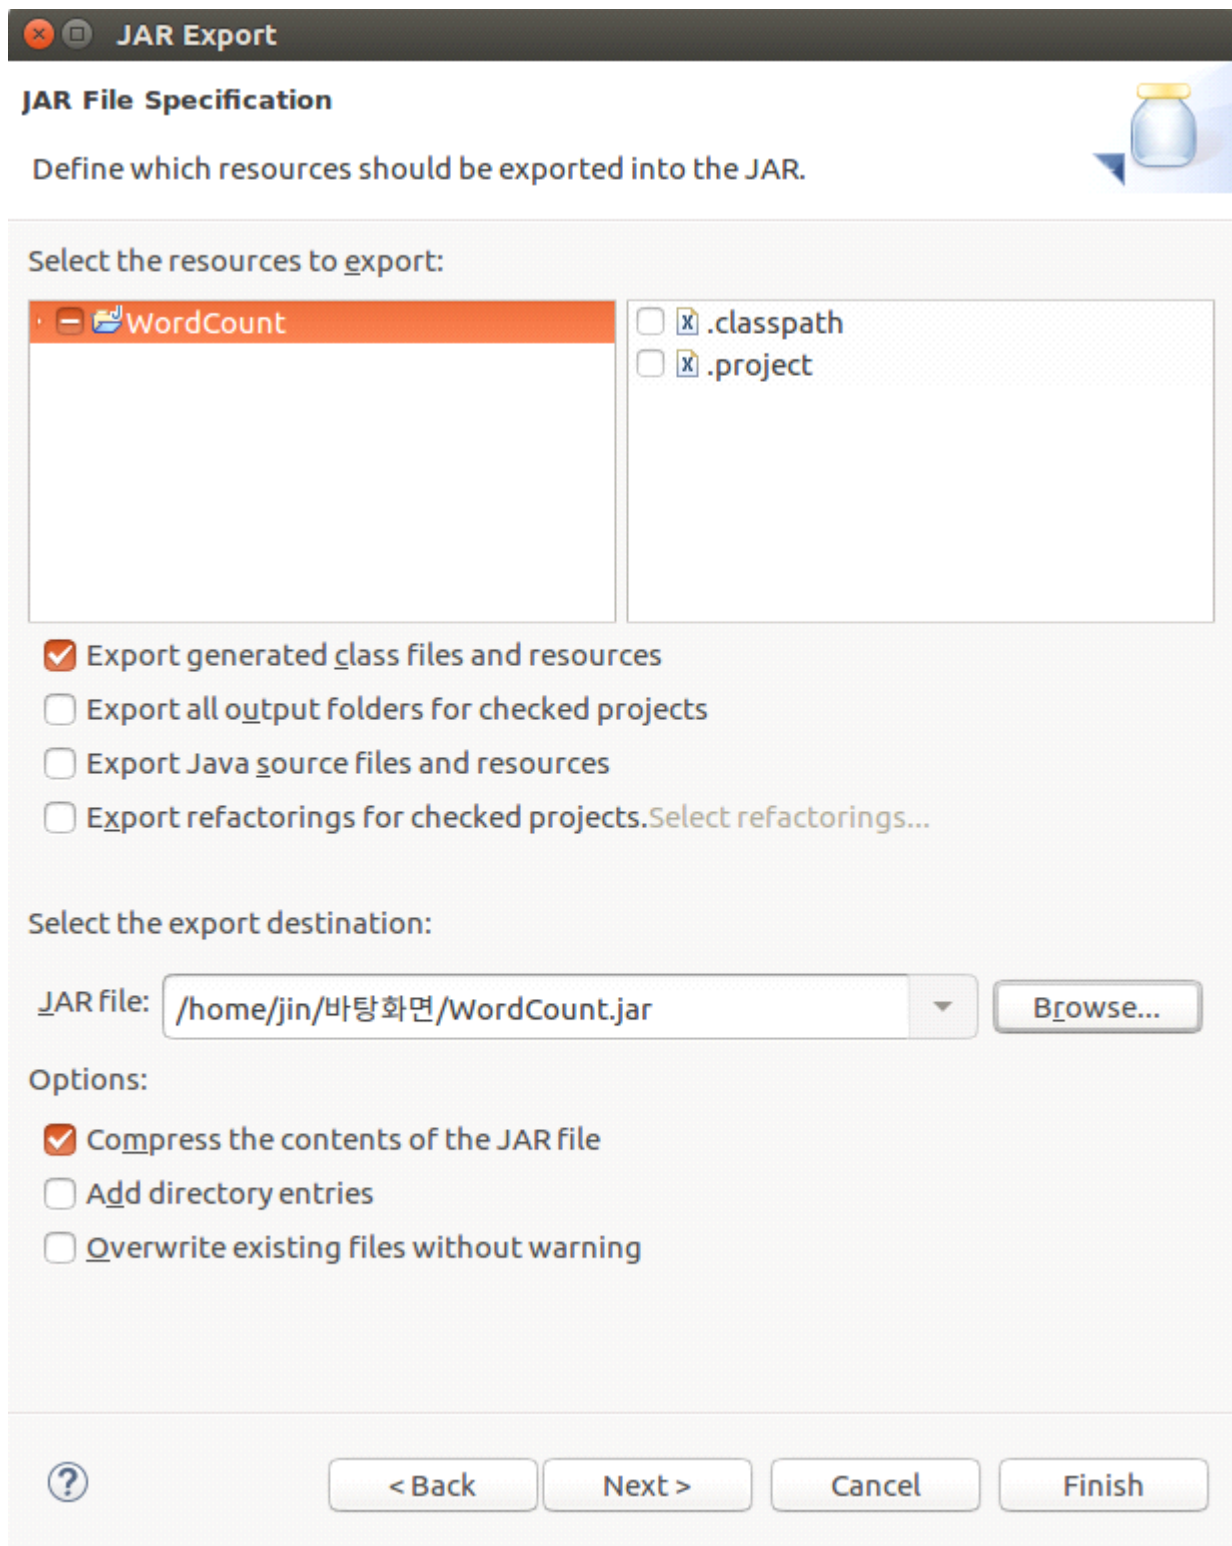 JAR Export
JAR File Specification
Define which resources should be exported into the JAR.
Select the resources to export:
WordCount
.classpath
.project
Export generated class files and resources
Export all output folders for checked projects
Export Java source files and resources
Export refactorings for checked projects. Select refactorings...
Select the export destination:
JAR file: /home/jin/바탕화면/WordCount.jar Browse...
Options:
Compress the contents of the JAR file
Add directory entries
Overwrite existing files without warning
? < Back Next > Cancel Finish